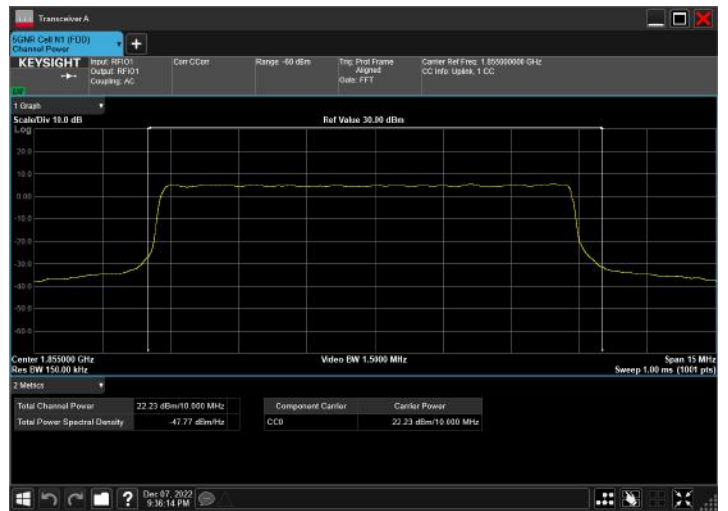 Transceiver A
5GNR Cell N1 (FDD)
Channel Power
KEYSIGHT
Input: RFIO1
Output: RFIO1
Coupling: AC
Corr CCorr
Range -60 dBm
Trig: Prot Frame
Aligned
Gate: FFT
Carrier Ref Freq: 1.855000000 GHz
CC Info: Uplink, 1 CC
1 Graph
Scale/Div 10.0 dB
Ref Value 30.00 dBm
Log
20.0
10.0
0.00
-10.0
-20.0
-30.0
-40.0
-50.0
-60.0
Center 1.855000 GHz
Video BW 1.5000 MHz
Span 15 MHz
Res BW 150.00 kHz
Sweep 1.00 ms (1001 pts)
2 Metrics
Total Channel Power 22.23 dBm/10.000 MHz
Total Power Spectral Density -47.77 dBm/Hz
Component Carrier Carrier Power
CC0 22.23 dBm/10.000 MHz
?
Dec 07, 2022
9:36:14 PM